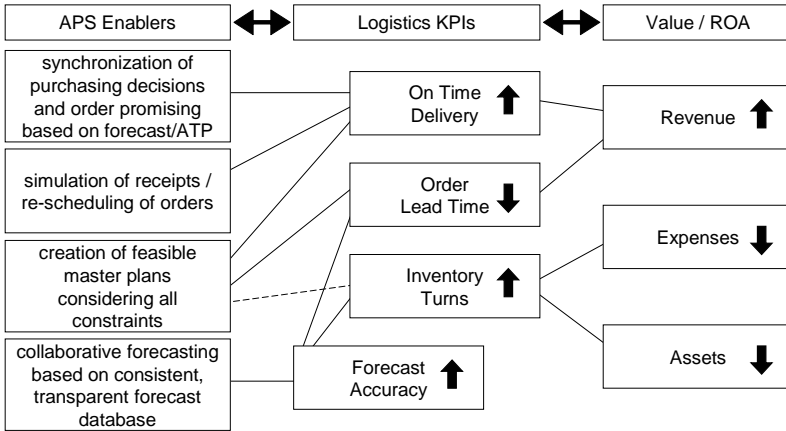 APS Enablers
Logistics KPIs
Value / ROA
synchronization of
purchasing decisions
and order promising
based on forecast/ATP
simulation of receipts /
re-scheduling of orders
creation of feasible
master plans
considering all
constraints
collaborative forecasting
based on consistent,
transparent forecast
database
On Time
Delivery
Order
Lead Time
Inventory
Turns
Forecast
Accuracy
Revenue
Expenses
Assets